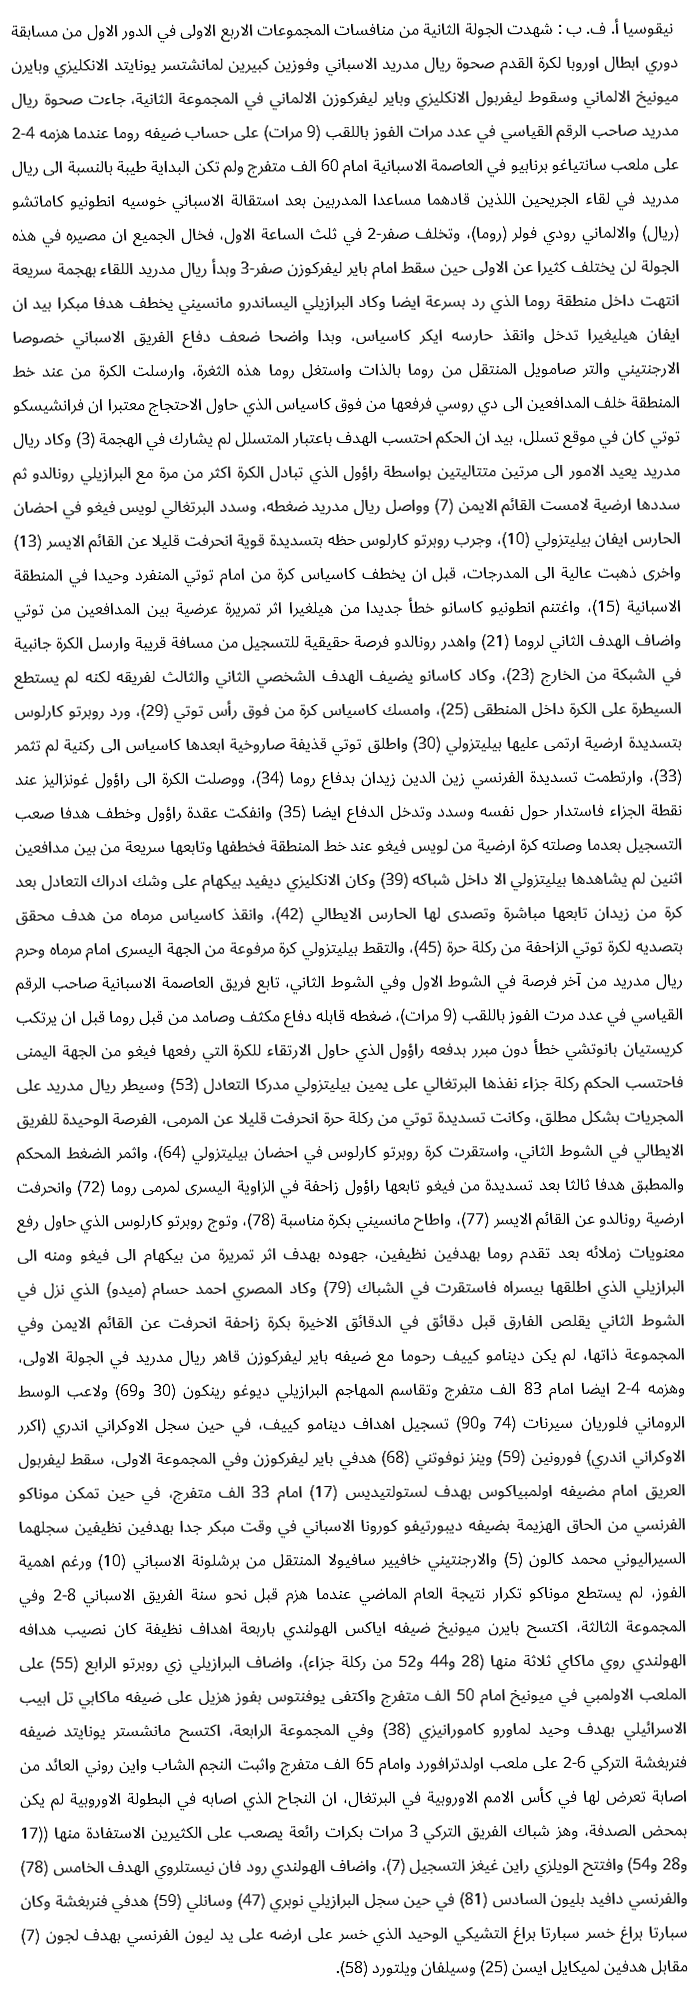 نيقوسيا أ. ف. ب : شهدت الجولة الثانية من منافسات المجموعات الاربع الاولى في الدور الاول من مسابقة
دوري ابطال اوروبا لكرة القدم صحوة ريال مدريد الاسباني وفوزين كبيرين لمانشتسر يونايتد الانكليزي وبايرن
ميونيخ الالماني وسقوط ليفربول الانكليزي وباير ليفركوزن الالماني في المجموعة الثانية، جاءت صحوة ريال
مدريد صاحب الرقم القياسي في عدد مرات الفوز باللقب (9 مرات) على حساب ضيفه روما عندما هزمه 4-2
على ملعب سانتياغو برنابيو في العاصمة الاسبانية امام 60 الف متفرج ولم تكن البداية طيبة بالنسبة الى ريال
مدريد في لقاء الجريحين اللذين قادهما مساعدا المدربين بعد استقالة الاسباني خوسيه انطونيو كاماتشو
(ريال) والالماني رودي فولر (روما)، وتخلف صفر-2 في ثلث الساعة الاول، فخال الجميع ان مصيره في هذه
الجولة لن يختلف كثيرا عن الاولى حين سقط امام باير ليفركوزن صفر-3 وبدأ ريال مدريد اللقاء بهجمة سريعة
انتهت داخل منطقة روما الذي رد بسرعة ايضا وكاد البرازيلي اليساندرو مانسيني يخطف هدفا مبكرا بيد ان
ايفان هيليغيرا تدخل وانقذ حارسه ايكر كاسياس، وبدا واضحا ضعف دفاع الفريق الاسباني خصوصا
الارجنتيني والتر صامويل المنتقل من روما بالذات واستغل روما هذه الثغرة، وارسلت الكرة من عند خط
المنطقة خلف المدافعين الى دي روسي فرفعها من فوق كاسياس الذي حاول الاحتجاج معتبرا ان فرانشيسكو
توتي كان في موقع تسلل، بيد ان الحكم احتسب الهدف باعتبار المتسلل لم يشارك في الهجمة (3) وكاد ريال
مدريد يعيد الامور الى مرتين متتاليتين بواسطة راؤول الذي تبادل الكرة اكثر من مرة مع البرازيلي رونالدو ثم
سددها ارضية لامست القائم الايمن (7) وواصل ريال مدريد ضغطه، وسدد البرتغالي لويس فيغو في احضان
الحارس ايفان بيليتزولي (10)، وجرب روبرتو كارلوس حظه بتسديدة قوية انحرفت قليلا عن القائم الايسر (13)
واخرى ذهبت عالية الى المدرجات، قبل ان يخطف كاسياس كرة من امام توتي المنفرد وحيدا في المنطقة
الاسبانية (15)، واغتنم انطونيو كاسانو خطأ جديدا من هيلغيرا اثر تمريرة عرضية بين المدافعين من توتي
واضاف الهدف الثاني لروما (21) واهدر رونالدو فرصة حقيقية للتسجيل من مسافة قريبة وارسل الكرة جانبية
في الشبكة من الخارج (23)، وكاد كاسانو يضيف الهدف الشخصي الثاني والثالث لفريقه لكنه لم يستطع
السيطرة على الكرة داخل المنطقى (25)، وامسك كاسياس كرة من فوق رأس توتي (29)، ورد روبرتو كارلوس
بتسديدة ارضية ارتمى عليها بيليتزولي (30) واطلق توتي قذيفة صاروخية ابعدها كاسياس الى ركنية لم تثمر
(33)، وارتطمت تسديدة الفرنسي زين الدين زيدان بدفاع روما (34)، ووصلت الكرة الى راؤول غونزاليز عند
نقطة الجزاء فاستدار حول نفسه وسدد وتدخل الدفاع ايضا (35) وانفكت عقدة راؤول وخطف هدفا صعب
التسجيل بعدما وصلته كرة ارضية من لويس فيغو عند خط المنطقة فخطفها وتابعها سريعة من بين مدافعين
اثنين لم يشاهدها بيليتزولي الا داخل شباكه (39) وكان الانكليزي ديفيد بيكهام على وشك ادراك التعادل بعد
كرة من زيدان تابعها مباشرة وتصدى لها الحارس الايطالي (42)، وانقذ كاسياس مرماه من هدف محقق
بتصديه لكرة توتي الزاحفة من ركلة حرة (45)، والتقط بيليتزولي كرة مرفوعة من الجهة اليسرى امام مرماه وحرم
ريال مدريد من آخر فرصة في الشوط الاول وفي الشوط الثاني، تابع فريق العاصمة الاسبانية صاحب الرقم
القياسي في عدد مرت الفوز باللقب (9 مرات)، ضغطه قابله دفاع مكثف وصامد من قبل روما قبل ان يرتكب
كريستيان بانوتشي خطأ دون مبرر بدفعه راؤول الذي حاول الارتقاء للكرة التي رفعها فيغو من الجهة اليمنى
فاحتسب الحكم ركلة جزاء نفذها البرتغالي على يمين بيليتزولي مدركا التعادل (53) وسيطر ريال مدريد على
المجريات بشكل مطلق، وكانت تسديدة توتي من ركلة حرة انحرفت قليلا عن المرمى، الفرصة الوحيدة للفريق
الايطالي في الشوط الثاني، واستقرت كرة روبرتو كارلوس في احضان بيليتزولي (64)، واثمر الضغط المحكم
والمطبق هدفا ثالثا بعد تسديدة من فيغو تابعها راؤول زاحفة في الزاوية اليسرى لمرمى روما (72) وانحرفت
ارضية رونالدو عن القائم الايسر (77)، واطاح مانسيني بكرة مناسبة (78)، وتوج روبرتو كارلوس الذي حاول رفع
معنويات زملائه بعد تقدم روما بهدفين نظيفين، جهوده بهدف اثر تمريرة من بيكهام الى فيغو ومنه الى
البرازيلي الذي اطلقها بيسراه فاستقرت في الشباك (79) وكاد المصري احمد حسام (ميدو) الذي نزل في
الشوط الثاني يقلص الفارق قبل دقائق في الدقائق الاخيرة بكرة زاحفة انحرفت عن القائم الايمن وفي
المجموعة ذاتها، لم يكن دينامو كييف رحوما مع ضيفه باير ليفركوزن قاهر ريال مدريد في الجولة الاولى،
وهزمه 4-2 ايضا امام 83 الف متفرج وتقاسم المهاجم البرازيلي ديوغو رينكون (30 و69) ولاعب الوسط
الروماني فلوريان سيرنات (74 و90) تسجيل اهداف دينامو كييف، في حين سجل الاوكراني اندري (اكرر
الاوكراني اندري) فورونين (59) وينز نوفوتني (68) هدفي باير ليفركوزن وفي المجموعة الاولى، سقط ليفربول
العريق امام مضيفه اولمبياكوس بهدف لستولتيديس (17) امام 33 الف متفرج، في حين تمكن موناكو
الفرنسي من الحاق الهزيمة بضيفه ديبورتيفو كورونا الاسباني في وقت مبكر جدا بهدفين نظيفين سجلهما
السيراليوني محمد كالون (5) والارجنتيني خافيير سافيولا المنتقل من برشلونة الاسباني (10) ورغم اهمية
الفوز، لم يستطع موناكو تكرار نتيجة العام الماضي عندما هزم قبل نحو سنة الفريق الاسباني 8-2 وفي
المجموعة الثالثة، اكتسح بايرن ميونيخ ضيفه اياكس الهولندي باربعة اهداف نظيفة كان نصيب هدافه
الهولندي روي ماكاي ثلاثة منها (28 و44 و52 من ركلة جزاء)، واضاف البرازيلي زي روبرتو الرابع (55) على
الملعب الاولمبي في ميونيخ امام 50 الف متفرج واكتفى يوفنتوس بفوز هزيل على ضيفه ماكابي تل ابيب
الاسرائيلي بهدف وحيد لماورو كامورانيزي (38) وفي المجموعة الرابعة، اكتسح مانشستر يونايتد ضيفه
فنربغشة التركي 6-2 على ملعب اولدترافورد وامام 65 الف متفرج واثبت النجم الشاب واين روني العائد من
اصابة تعرض لها في كأس الامم الاوروبية في البرتغال، ان النجاح الذي اصابه في البطولة الاوروبية لم يكن
بمحض الصدفة، وهز شباك الفريق التركي 3 مرات بكرات رائعة يصعب على الكثيرين الاستفادة منها ((17
و28 و54) وافتتح الويلزي راين غيغز التسجيل (7)، واضاف الهولندي رود فان نيستلروي الهدف الخامس (78)
والفرنسي دافيد بليون السادس (81) في حين سجل البرازيلي نوبري (47) وسانلي (59) هدفي فنربغشة وكان
سبارتا براغ خسر سبارتا براغ التشيكي الوحيد الذي خسر على ارضه على يد ليون الفرنسي بهدف لجون (7)
مقابل هدفين لميكايل ايسن (25) وسيلفان ويلتورد (58).